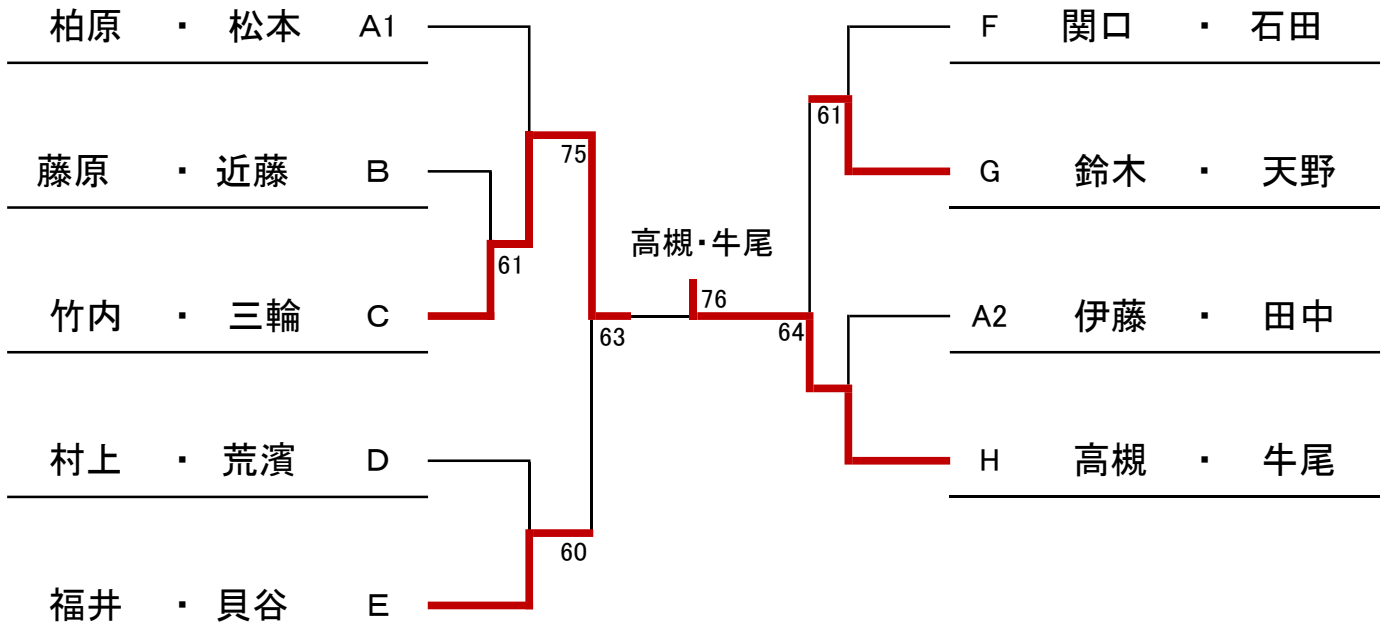 柏原 ・ 松本 A1
藤原 ・ 近藤 B
竹内 ・ 三輪 C
村上 ・ 荒濱 D
福井 ・ 貝谷 E
75
61
63
60
高槻・牛尾
76
64
61
F 関口 ・ 石田
G 鈴木 ・ 天野
A2 伊藤 ・ 田中
H 高槻 ・ 牛尾